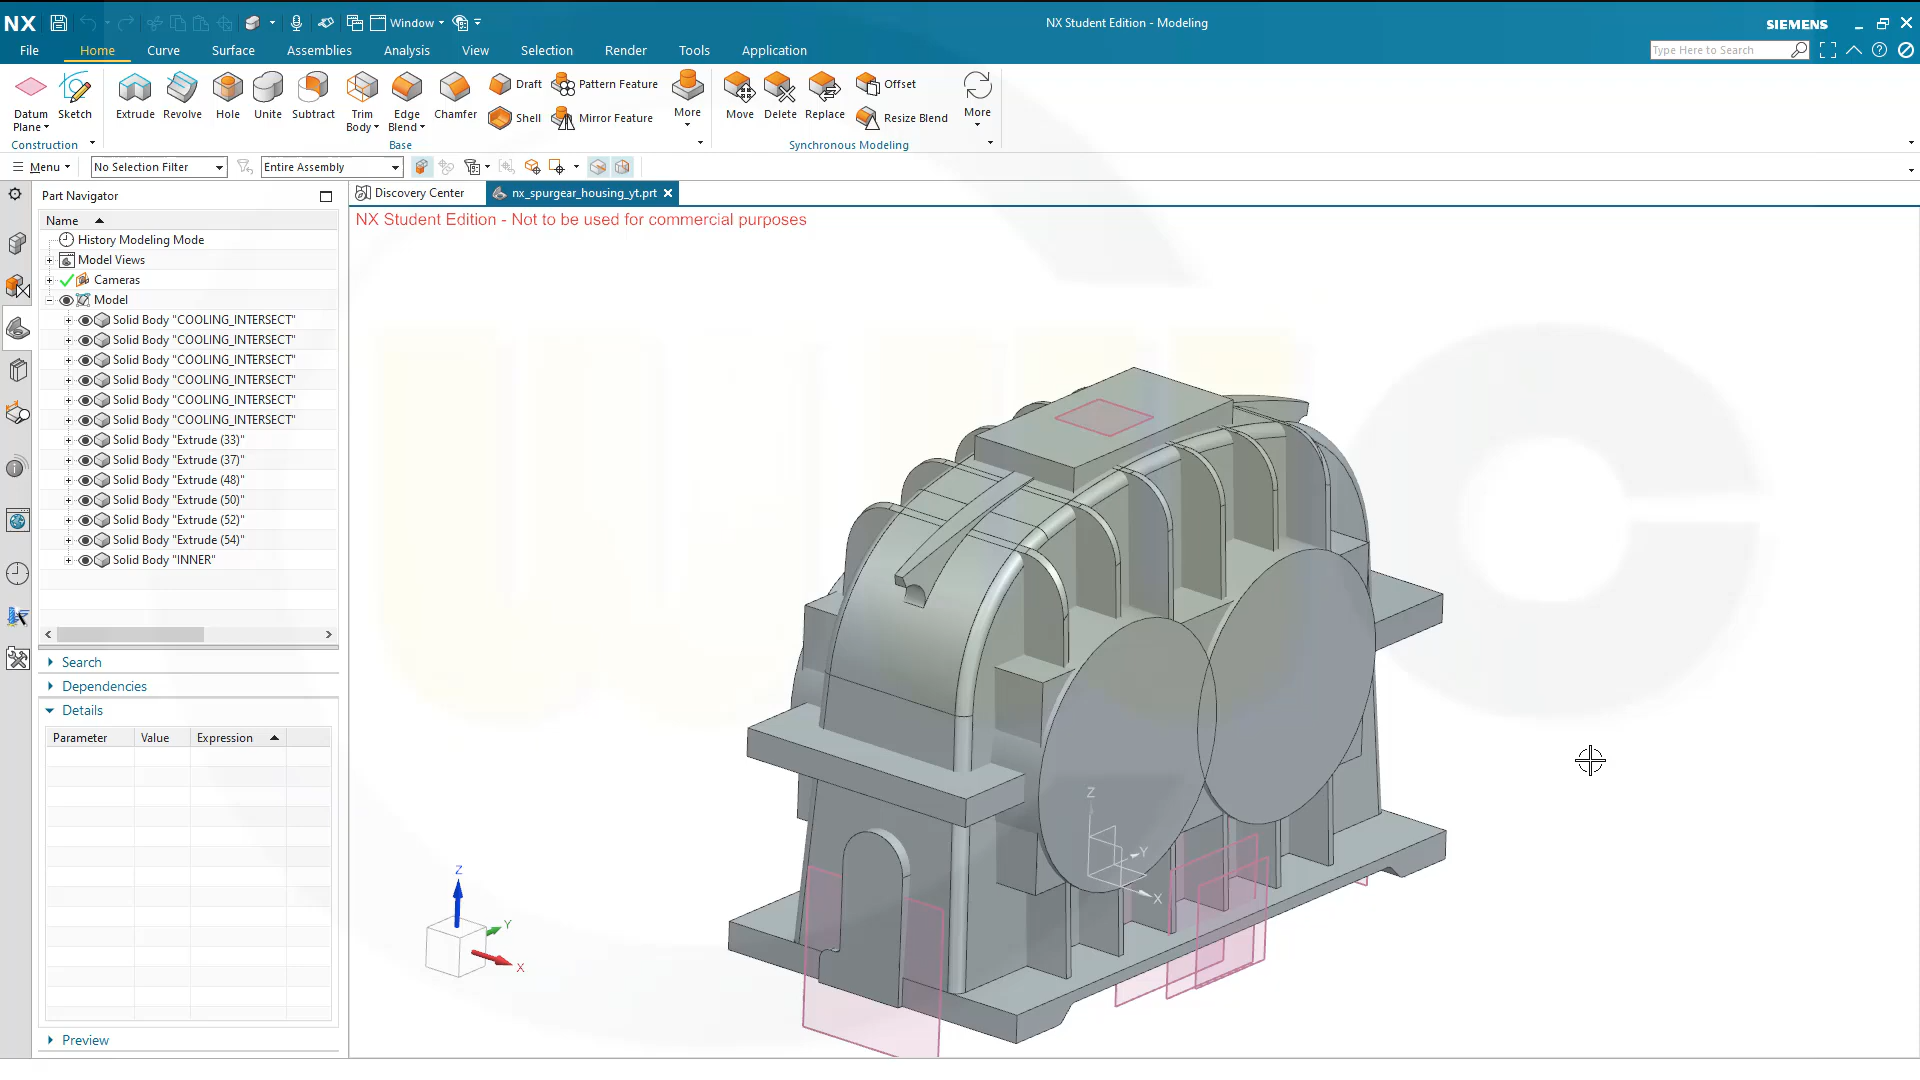 NX
Window
NX Student Edition - Modeling
SIEMENS
File
Home
Curve
Surface
Assemblies
Analysis
View
Selection
Render
Tools
Application
Type Here to Search
Datum Plane
Sketch
Extrude
Revolve
Hole
Unite
Subtract
Trim Body
Edge Blend
Chamfer
Draft
Shell
Pattern Feature
Mirror Feature
More
Move
Delete
Replace
Offset
Resize Blend
More
Construction
Base
Synchronous Modeling
Menu
No Selection Filter
Entire Assembly
Part Navigator
Discovery Center
nx_spurgear_housing_yt.prt
NX Student Edition - Not to be used for commercial purposes
Name
History Modeling Mode
Model Views
Cameras
Model
Solid Body "COOLING_INTERSECT"
Solid Body "COOLING_INTERSECT"
Solid Body "COOLING_INTERSECT"
Solid Body "COOLING_INTERSECT"
Solid Body "COOLING_INTERSECT"
Solid Body "COOLING_INTERSECT"
Solid Body "Extrude (33)"
Solid Body "Extrude (37)"
Solid Body "Extrude (48)"
Solid Body "Extrude (50)"
Solid Body "Extrude (52)"
Solid Body "Extrude (54)"
Solid Body "INNER"
Search
Dependencies
Details
Parameter Value Expression
Preview
Z
Y
X
Z
Y
X